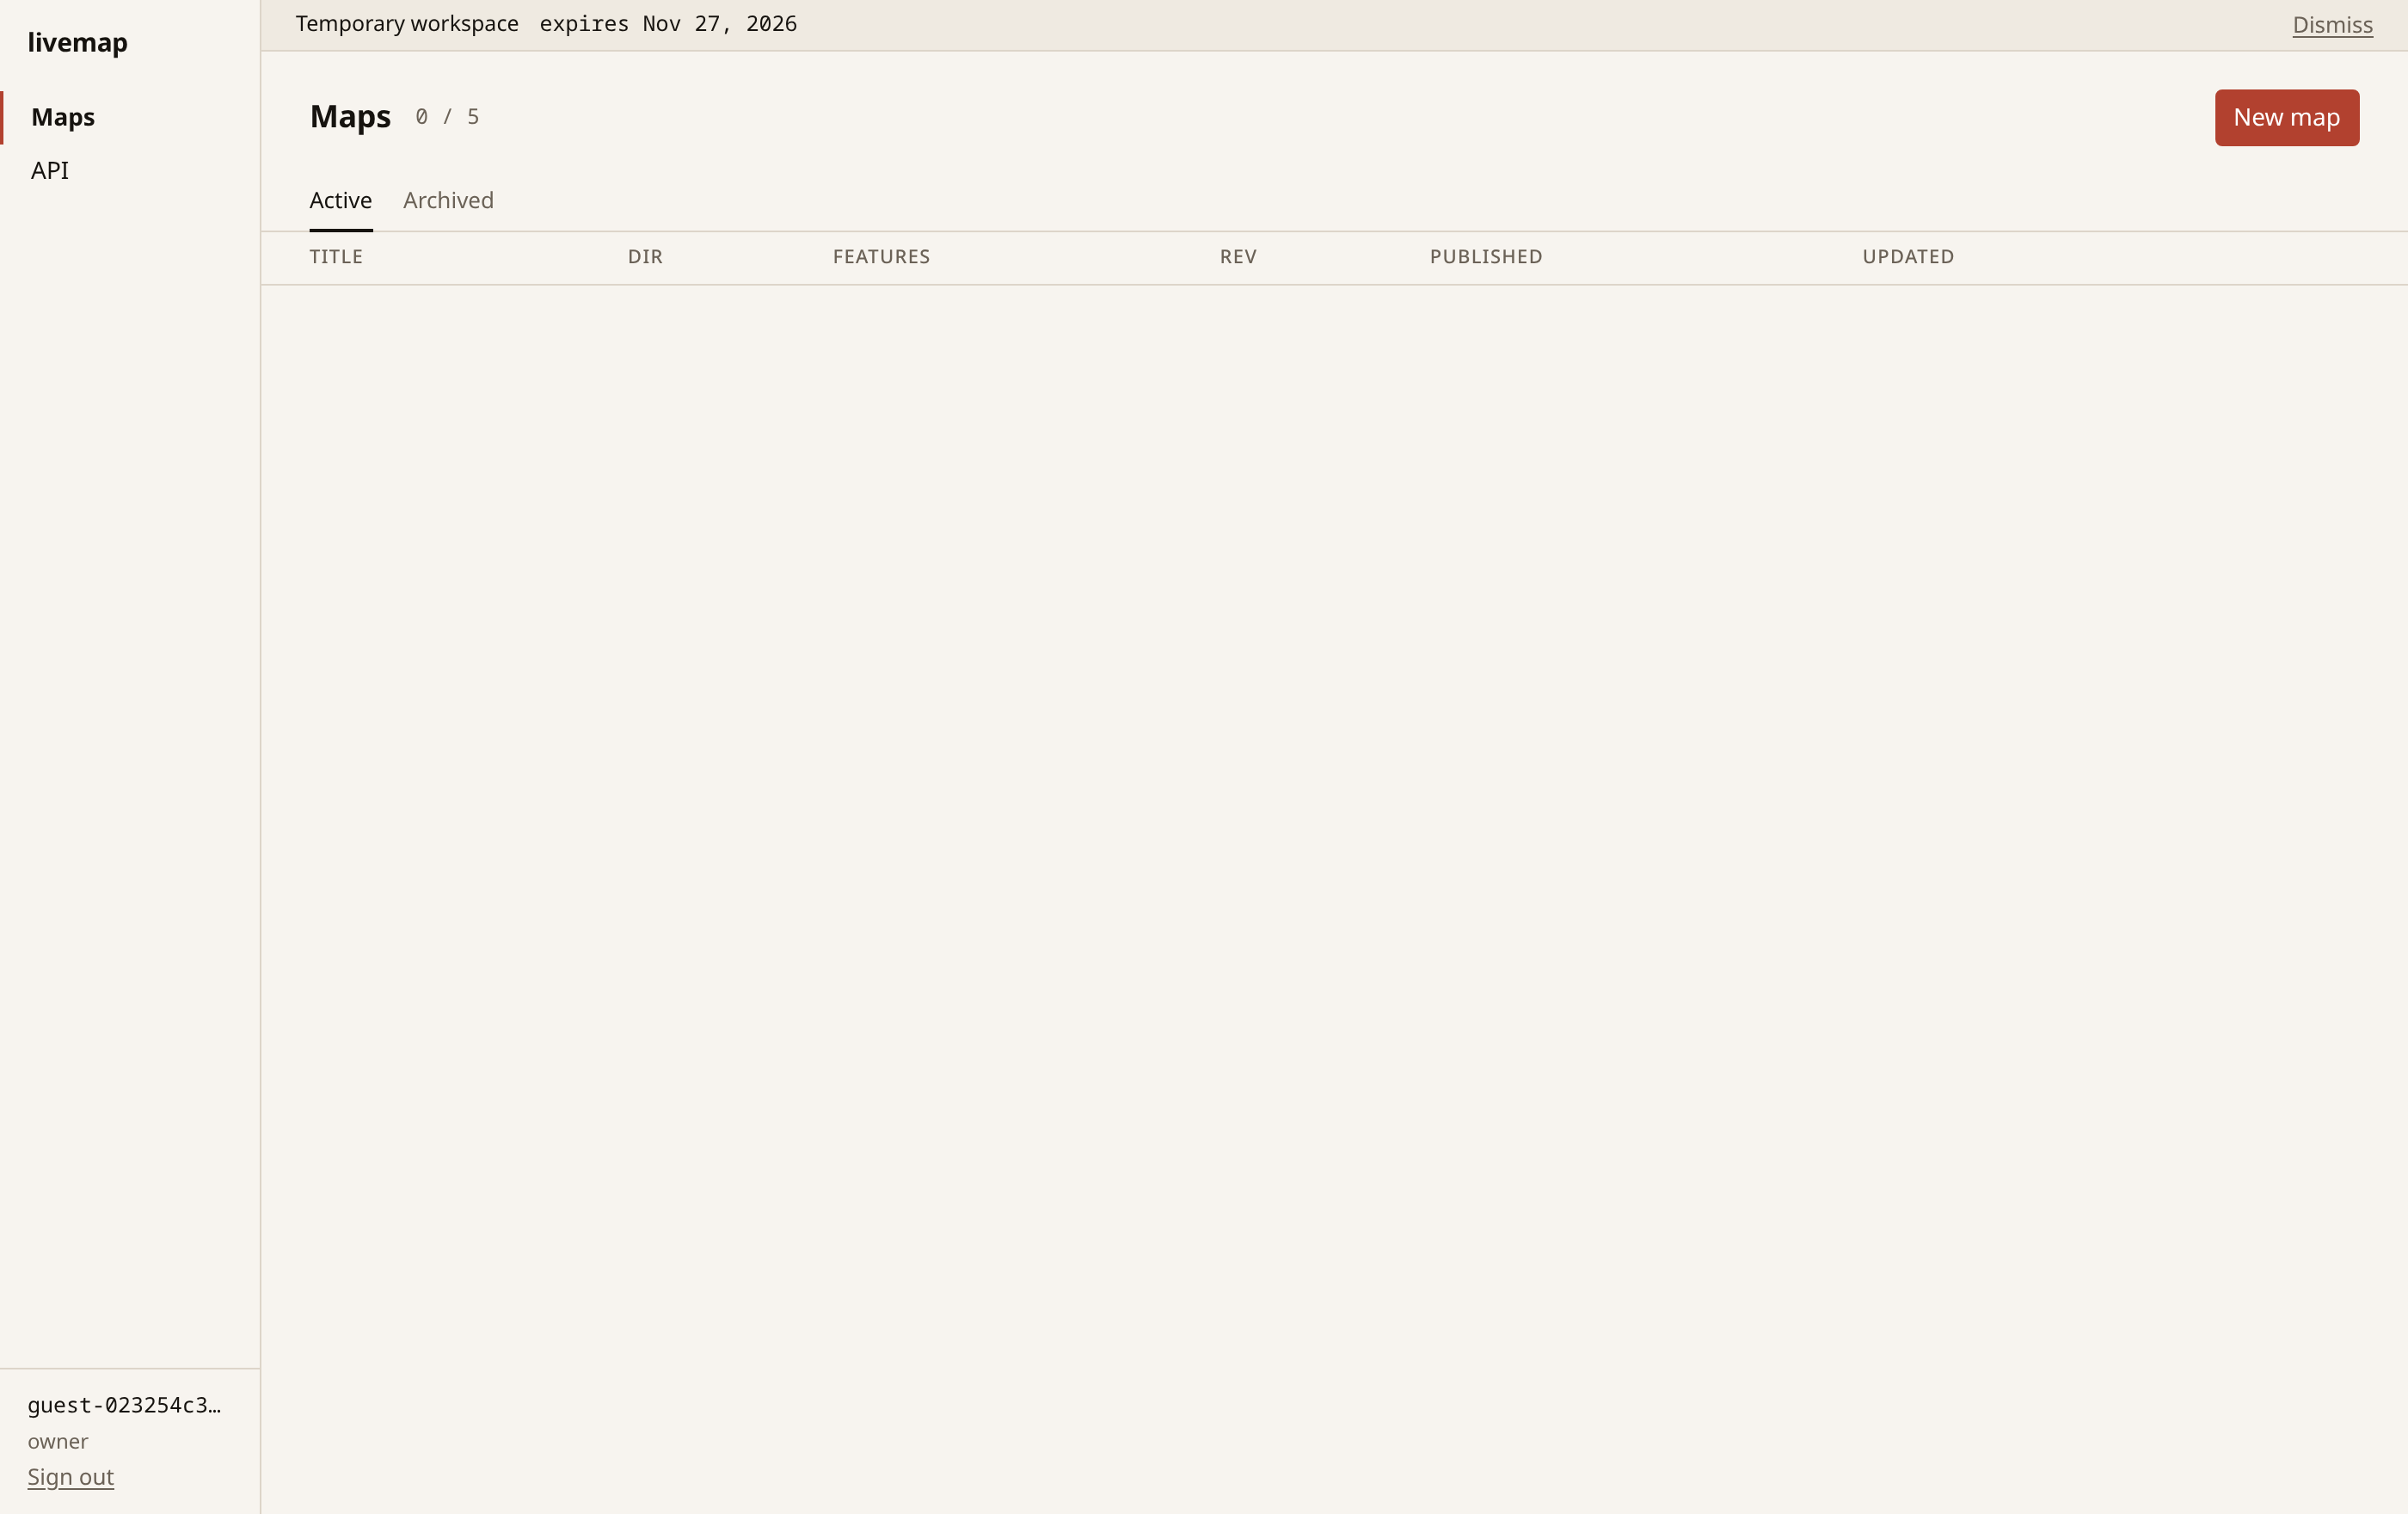 livemap
Maps
API
Temporary workspace expires Nov 27, 2026
Dismiss
Maps 0 / 5
New map
Active Archived
TITLE DIR FEATURES REV PUBLISHED UPDATED
guest-023254c3…
owner
Sign out